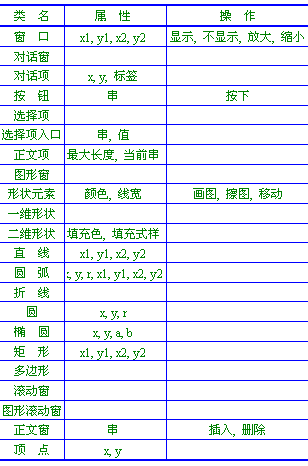 类 名 属 性 操 作
窗 口 x1, y1, x2, y2 显示, 不显示, 放大, 缩小
对话窗
对话项 x, y, 标签
按 钮 串 按下
选择项
选择项入口 串, 值
正文项 最大长度, 当前串
图形窗
形状元素 颜色, 线宽 画图, 擦图, 移动
一维形状
二维形状 填充色, 填充式样
直 线 x1, y1, x2, y2
圆 弧 x, y, r, x1, y1, x2, y2
折 线
圆 x, y, r
椭 圆 x, y, a, b
矩 形 x1, y1, x2, y2
多边形
滚动窗
图形滚动窗
正文窗 串 插入, 删除
顶 点 x, y